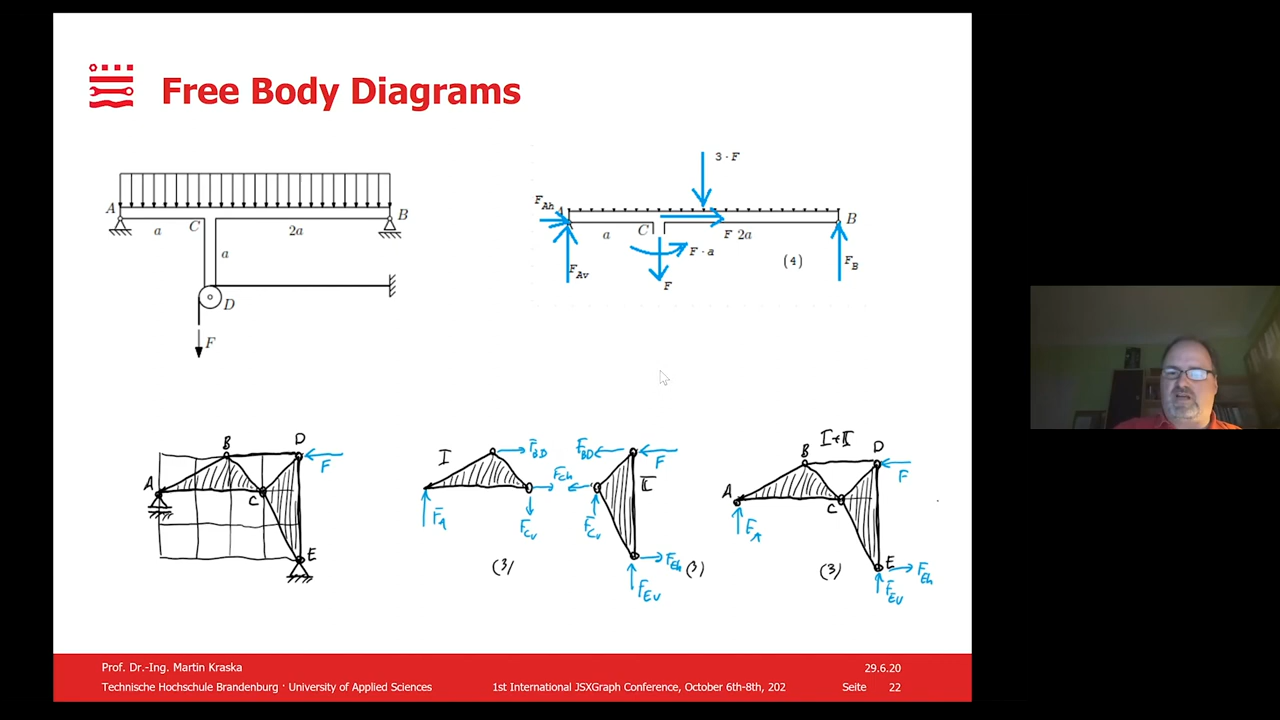 Free Body Diagrams
A
B
C
a
2a
a
D
F
3·F
F_Ah
A
B
a
C
F
2a
F·a
F_Av
F
(4)
F_B
A
B
D
F
C
E
I
F_BD
F_Ch
F_A
F_Cv
(3)
F_BD
F
II
F_Cv
F_Eh
F_Ev
(3)
I+II
A
B
D
F
C
F_A
E
F_Eh
F_Ev
(3)
Prof. Dr.-Ing. Martin Kraska
29.6.20
Technische Hochschule Brandenburg · University of Applied Sciences
1st International JSXGraph Conference, October 6th-8th, 202
Seite 22